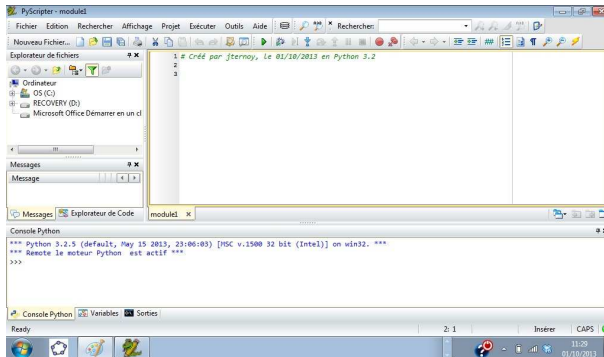 PyScripter - module1
Fichier Edition Rechercher Affichage Projet Exécuter Outils Aide Rechercher:
Nouveau Fichier...
Explorateur de fichiers
Ordinateur
OS (C:)
RECOVERY (D:)
Microsoft Office Démarrer en un cl
1 # Créé par jternoy, le 01/10/2013 en Python 3.2
2
3
Messages
Message
Messages Explorateur de Code
module1
Console Python
*** Python 3.2.5 (default, May 15 2013, 23:06:03) [MSC v.1500 32 bit (Intel)] on win32. ***
*** Remote le moteur Python est actif ***
>>>
Console Python Variables Sorties
Ready 2: 1 Insérer CAPS
11:29
01/10/2013